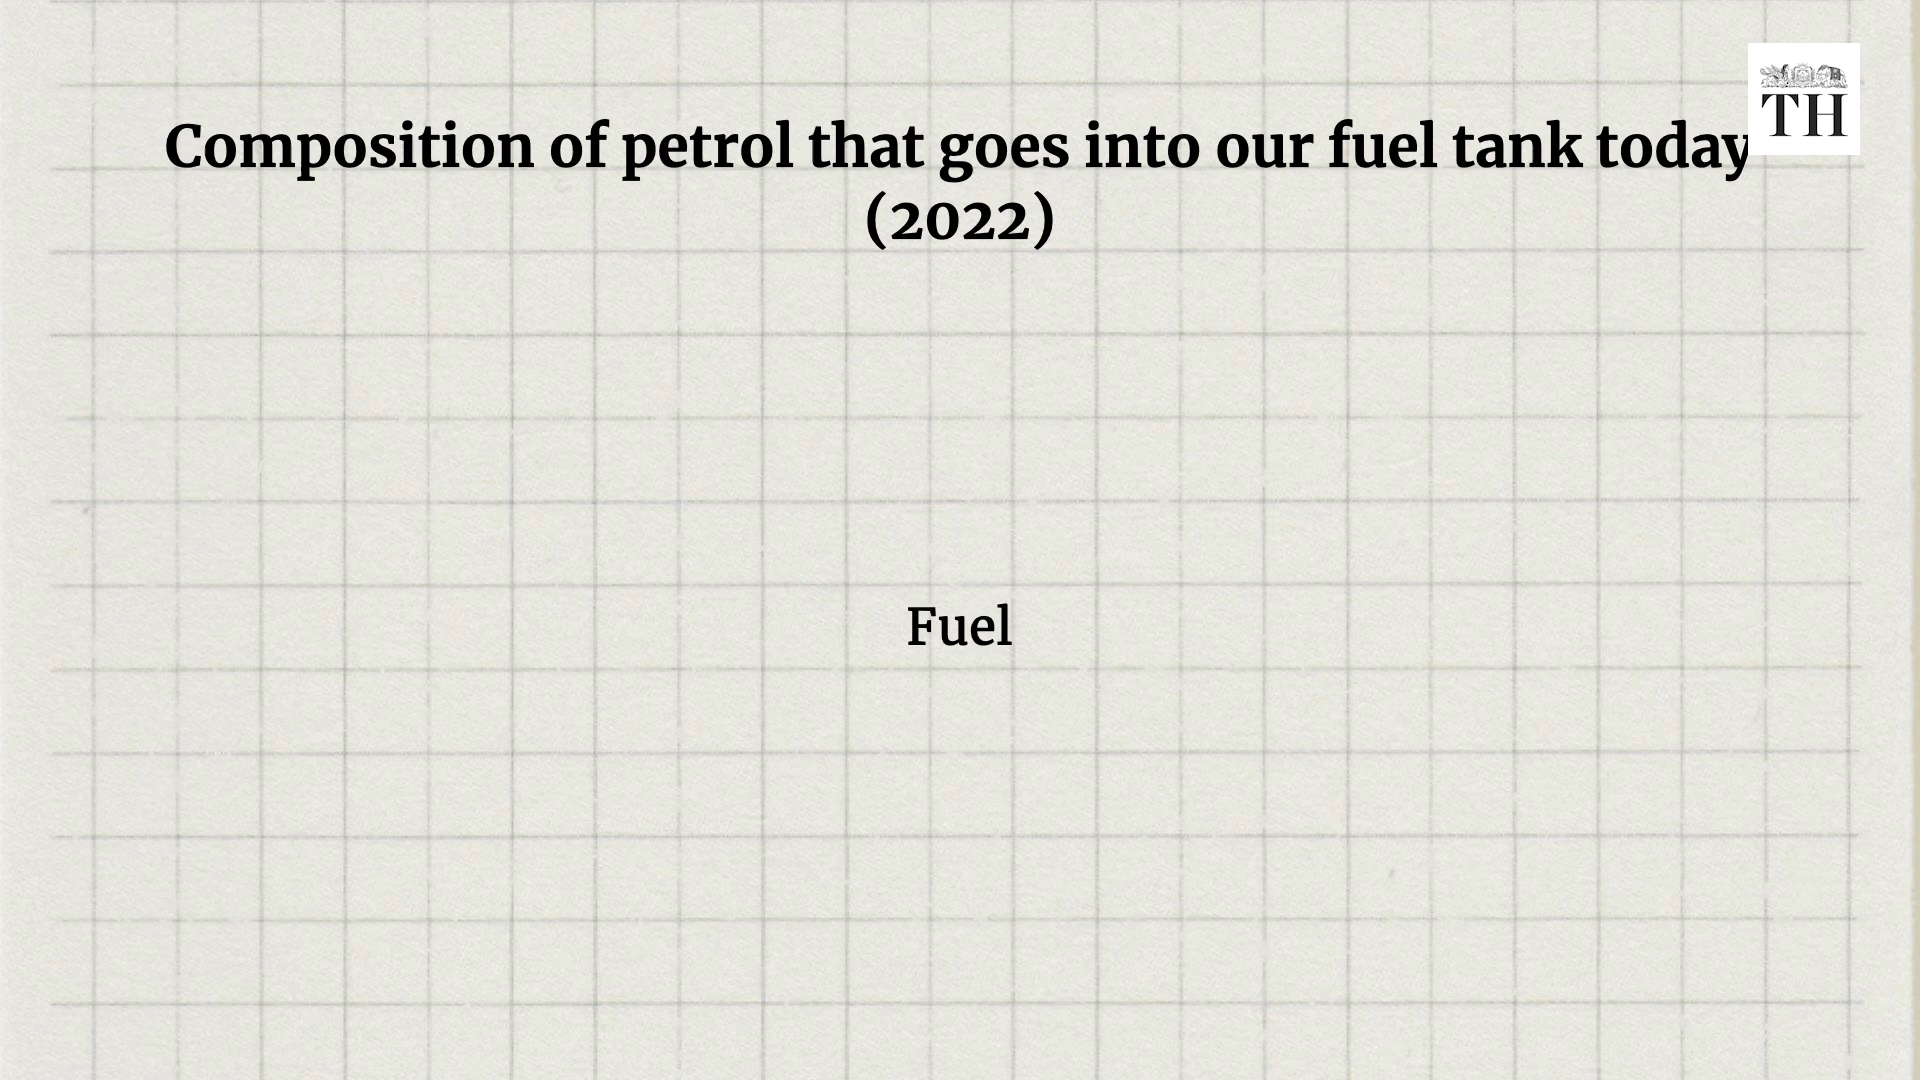 TH
Composition of petrol that goes into our fuel tank today
(2022)
Fuel